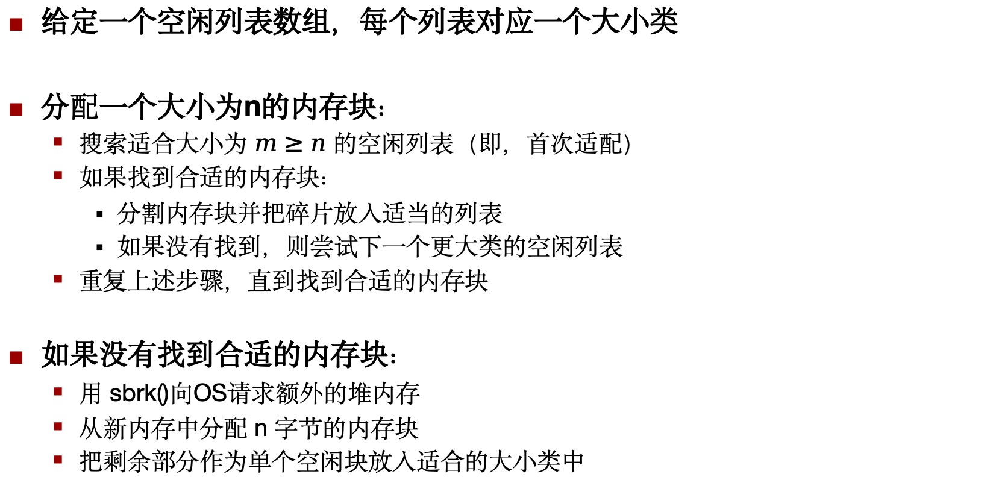 ■ 给定一个空闲列表数组，每个列表对应一个大小类
■ 分配一个大小为n的内存块：
▪ 搜索适合大小为 m ≥ n 的空闲列表（即，首次适配）
▪ 如果找到合适的内存块：
▪ 分割内存块并把碎片放入适当的列表
▪ 如果没有找到，则尝试下一个更大类的空闲列表
▪ 重复上述步骤，直到找到合适的内存块
■ 如果没有找到合适的内存块：
▪ 用 sbrk()向OS请求额外的堆内存
▪ 从新内存中分配 n 字节的内存块
▪ 把剩余部分作为单个空闲块放入适合的大小类中